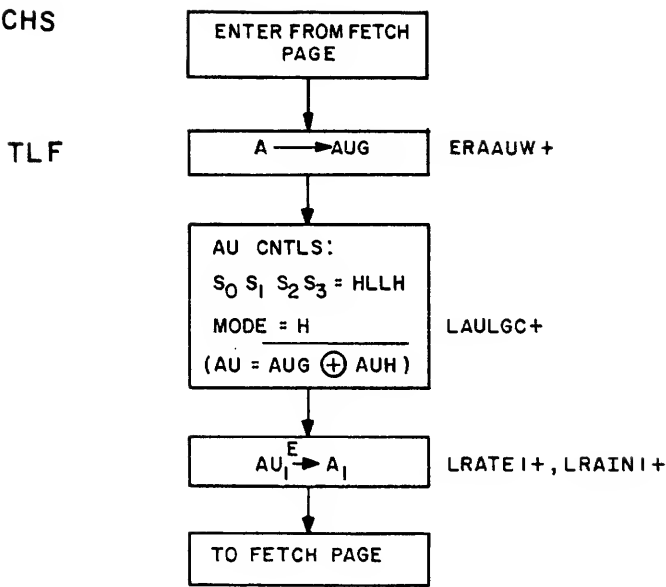 CHS
ENTER FROM FETCH
PAGE
TLF
A → AUG
ERAAUW+
AU CNTLS:
S₀ S₁ S₂ S₃ = HLLH
MODE = H
LAULGC+
(AU = AUG ⊕ AUH)
E
AU₁ → A₁
LRATE1+, LRAIN1+
TO FETCH PAGE